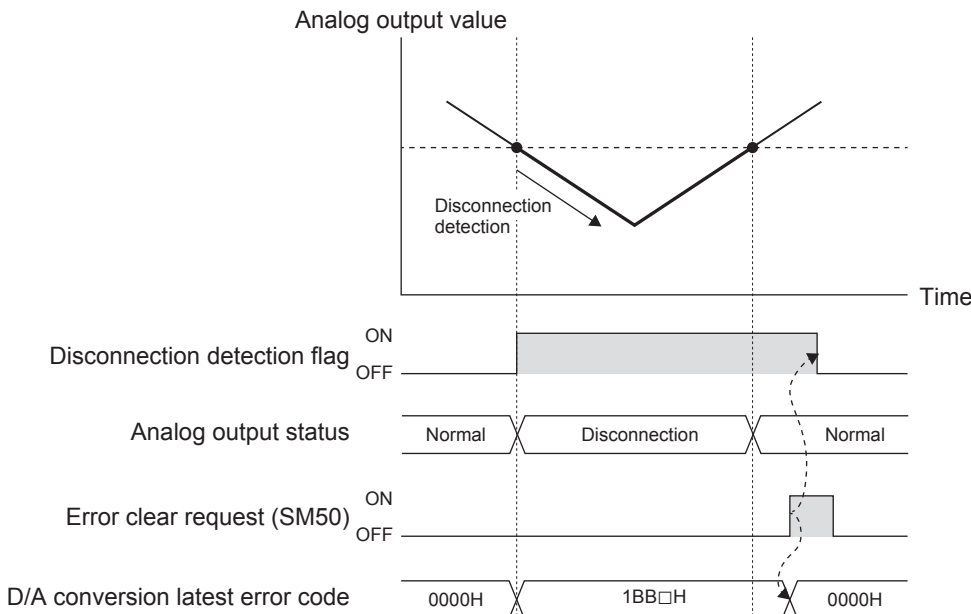 Analog output value
Disconnection
detection
Time
Disconnection detection flag
ON
OFF
Analog output status
Normal
Disconnection
Normal
Error clear request (SM50)
ON
OFF
D/A conversion latest error code
0000H
1BB□H
0000H